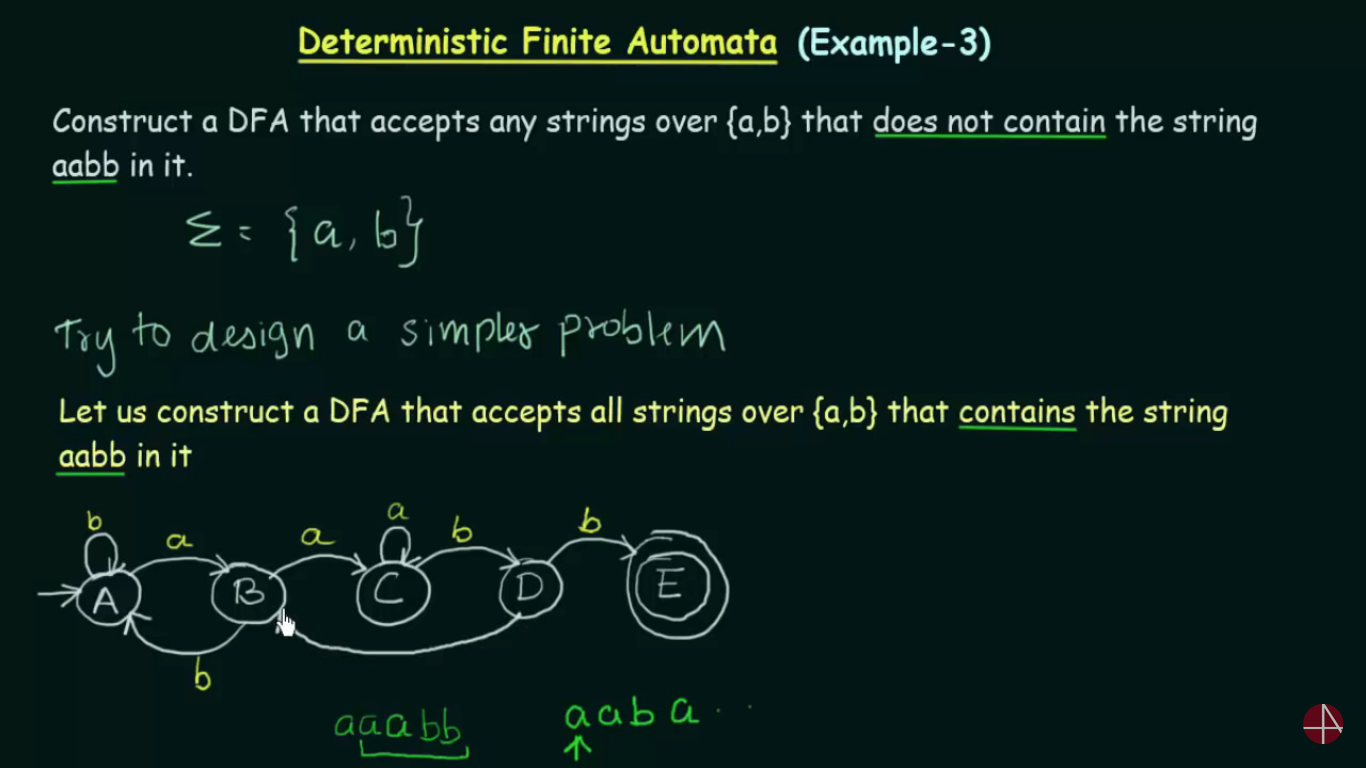 Deterministic Finite Automata (Example-3)
Construct a DFA that accepts any strings over {a,b} that does not contain the string
aabb in it.
Σ = {a, b}
Try to design a simpler problem
Let us construct a DFA that accepts all strings over {a,b} that contains the string
aabb in it
b a a a b b
A B C D E
b
aaabb aaba . .